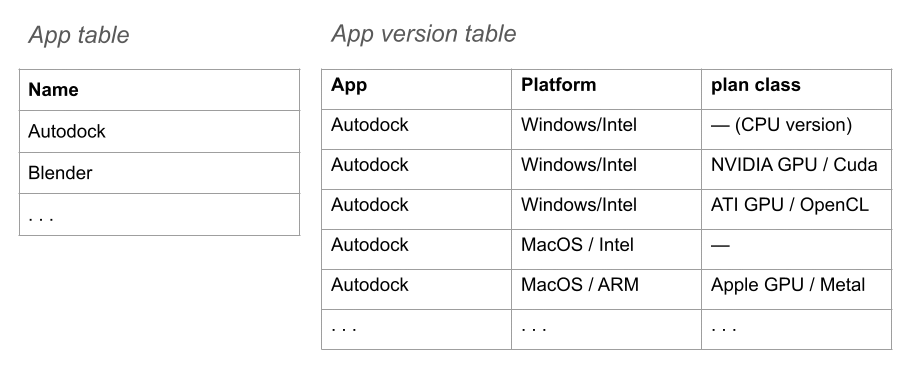 App table
Name
Autodock
Blender
. . .
App version table
App Platform plan class
Autodock Windows/Intel — (CPU version)
Autodock Windows/Intel NVIDIA GPU / Cuda
Autodock Windows/Intel ATI GPU / OpenCL
Autodock MacOS / Intel —
Autodock MacOS / ARM Apple GPU / Metal
. . . . . . . . .